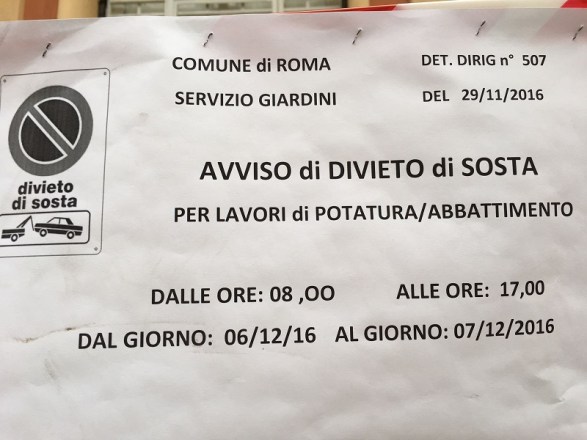 COMUNE di ROMA
DET. DIRIG n° 507
SERVIZIO GIARDINI
DEL 29/11/2016
divieto
di sosta
AVVISO di DIVIETO di SOSTA
PER LAVORI di POTATURA/ABBATTIMENTO
DALLE ORE: 08 ,OO ALLE ORE: 17,00
DAL GIORNO: 06/12/16 AL GIORNO: 07/12/2016